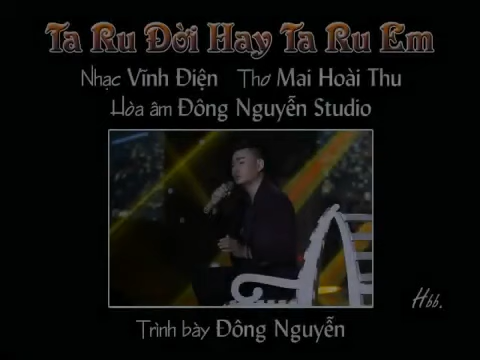 Ta Ru Đời Hay Ta Ru Em
Nhạc Vĩnh Điện Thơ Mai Hoài Thu
Hòa âm Đông Nguyễn Studio
Hbb.
Trình bày Đông Nguyễn